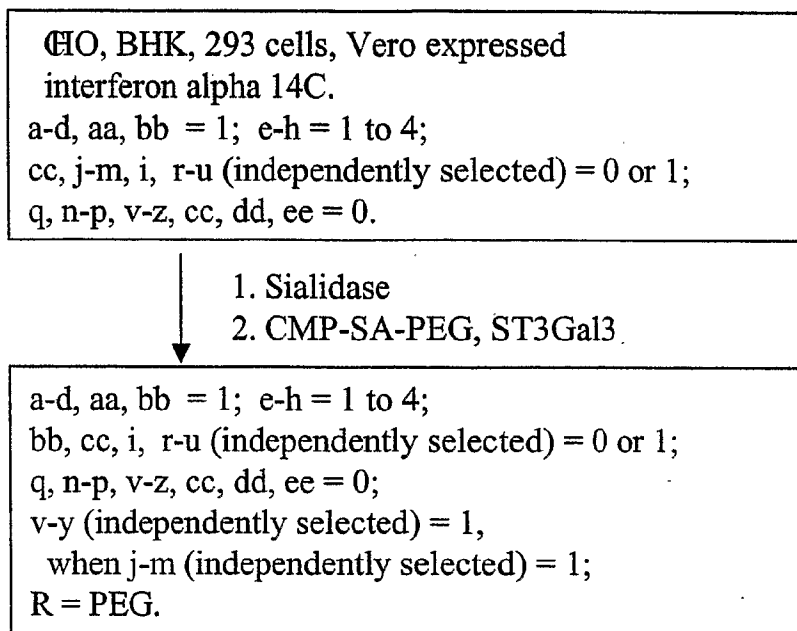 CHO, BHK, 293 cells, Vero expressed
interferon alpha 14C.
a-d, aa, bb = 1; e-h = 1 to 4;
cc, j-m, i, r-u (independently selected) = 0 or 1;
q, n-p, v-z, cc, dd, ee = 0.
1. Sialidase
2. CMP-SA-PEG, ST3Gal3
a-d, aa, bb = 1; e-h = 1 to 4;
bb, cc, i, r-u (independently selected) = 0 or 1;
q, n-p, v-z, cc, dd, ee = 0;
v-y (independently selected) = 1,
when j-m (independently selected) = 1;
R = PEG.